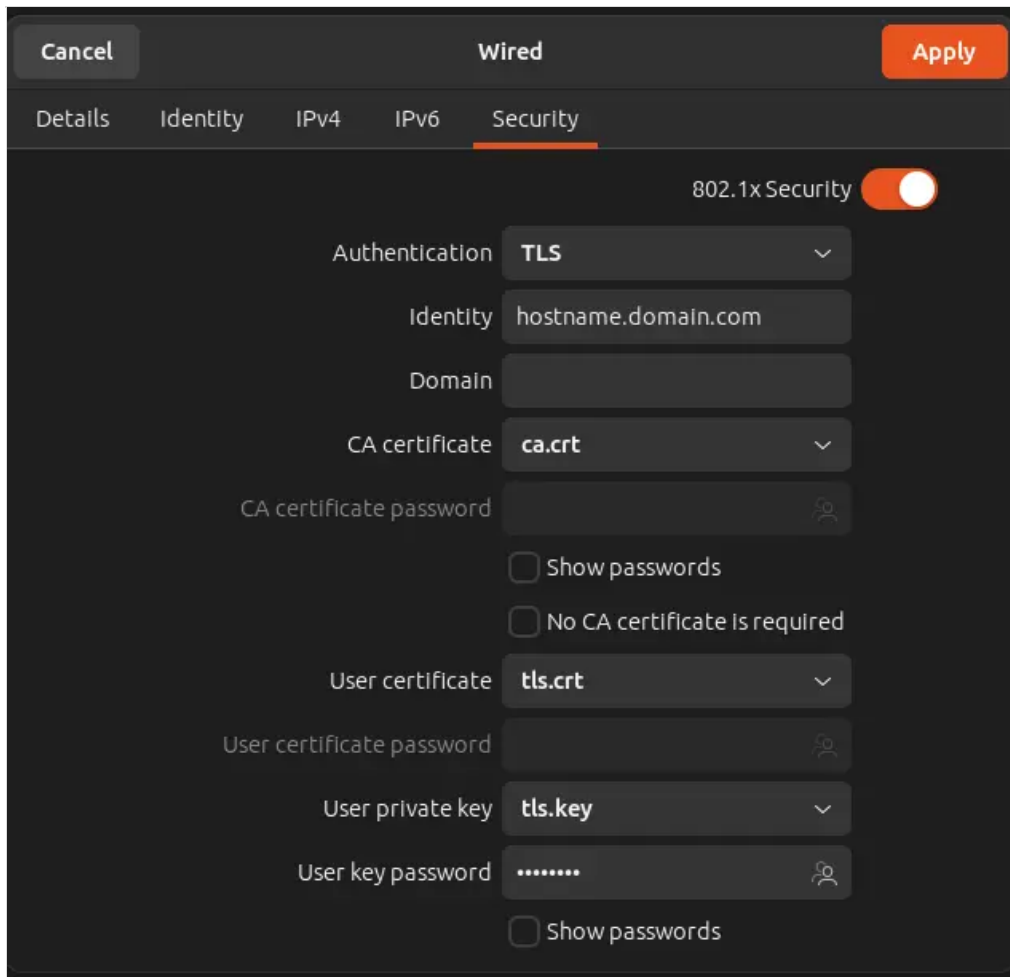 Cancel Wired Apply
Details Identity IPv4 IPv6 Security
802.1x Security
Authentication TLS
Identity hostname.domain.com
Domain
CA certificate ca.crt
CA certificate password
Show passwords
No CA certificate is required
User certificate tls.crt
User certificate password
User private key tls.key
User key password ••••••••
Show passwords